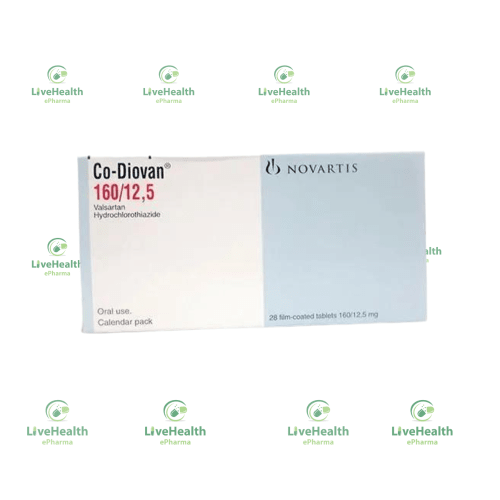 LiveHealth
ePharma
LiveHealth
ePharma
LiveHealth
ePharma
LiveHealth
ePharma
Co-Diovan®
160/12,5
Valsartan
Hydrochlorothiazide
NOVARTIS
LiveHealth
ePharma
Oral use.
Calendar pack
28 film-coated tablets 160/12,5 mg
LiveHealth
ePharma
LiveHealth
ePharma
LiveHealth
ePharma
LiveHealth
ePharma